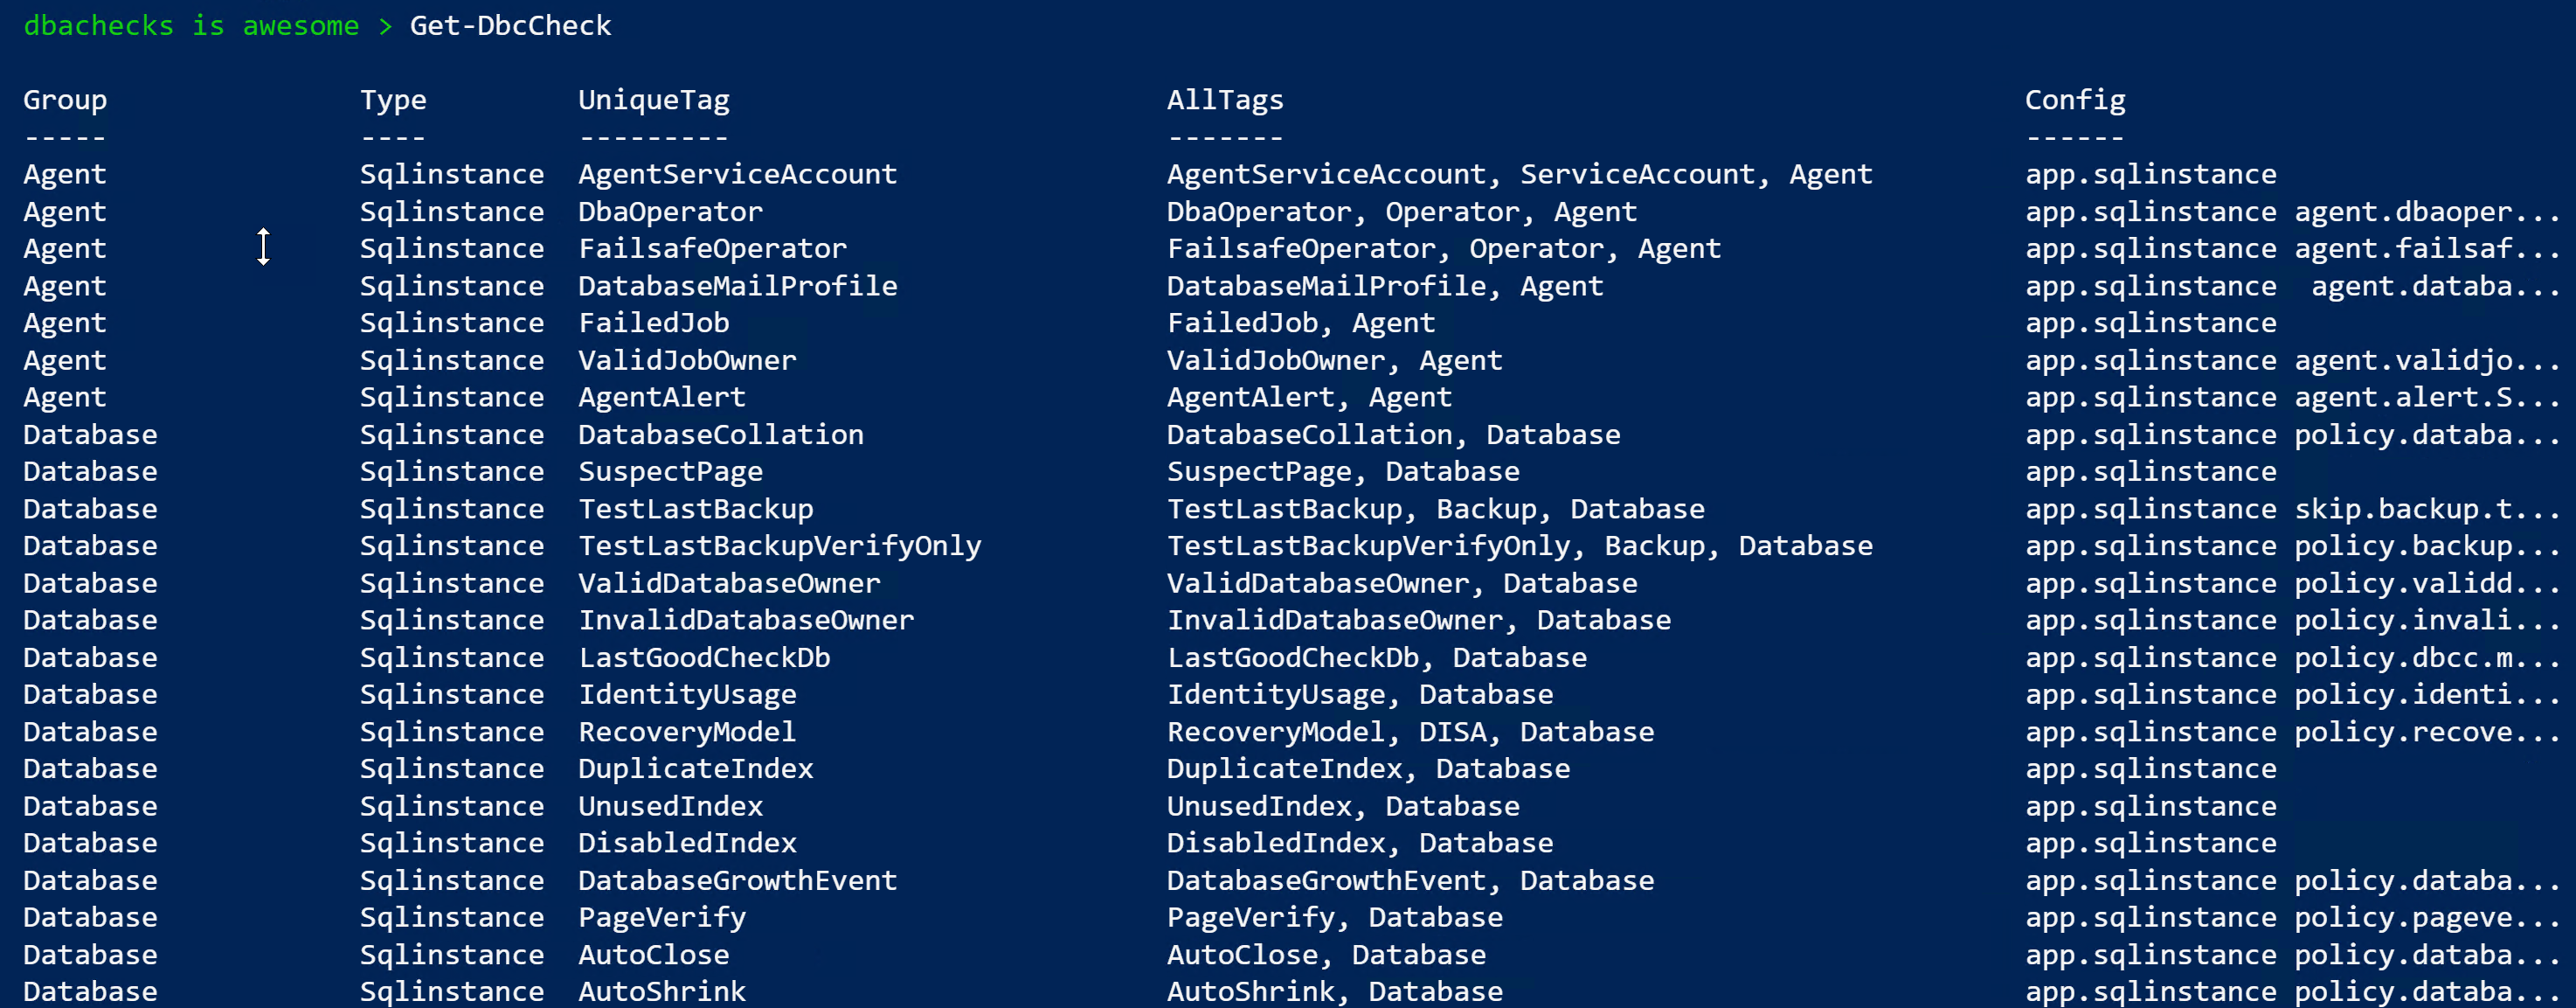 dbachecks is awesome > Get-DbcCheck
Group Type UniqueTag AllTags Config
----- ---- --------- ------- ------
Agent Sqlinstance AgentServiceAccount AgentServiceAccount, ServiceAccount, Agent app.sqlinstance
Agent Sqlinstance DbaOperator DbaOperator, Operator, Agent app.sqlinstance agent.dbaoper...
Agent Sqlinstance FailsafeOperator FailsafeOperator, Operator, Agent app.sqlinstance agent.failsaf...
Agent Sqlinstance DatabaseMailProfile DatabaseMailProfile, Agent app.sqlinstance  agent.databa...
Agent Sqlinstance FailedJob FailedJob, Agent app.sqlinstance
Agent Sqlinstance ValidJobOwner ValidJobOwner, Agent app.sqlinstance agent.validjo...
Agent Sqlinstance AgentAlert AgentAlert, Agent app.sqlinstance agent.alert.S...
Database Sqlinstance DatabaseCollation DatabaseCollation, Database app.sqlinstance policy.databa...
Database Sqlinstance SuspectPage SuspectPage, Database app.sqlinstance
Database Sqlinstance TestLastBackup TestLastBackup, Backup, Database app.sqlinstance skip.backup.t...
Database Sqlinstance TestLastBackupVerifyOnly TestLastBackupVerifyOnly, Backup, Database app.sqlinstance policy.backup...
Database Sqlinstance ValidDatabaseOwner ValidDatabaseOwner, Database app.sqlinstance policy.validd...
Database Sqlinstance InvalidDatabaseOwner InvalidDatabaseOwner, Database app.sqlinstance policy.invali...
Database Sqlinstance LastGoodCheckDb LastGoodCheckDb, Database app.sqlinstance policy.dbcc.m...
Database Sqlinstance IdentityUsage IdentityUsage, Database app.sqlinstance policy.identi...
Database Sqlinstance RecoveryModel RecoveryModel, DISA, Database app.sqlinstance policy.recove...
Database Sqlinstance DuplicateIndex DuplicateIndex, Database app.sqlinstance
Database Sqlinstance UnusedIndex UnusedIndex, Database app.sqlinstance
Database Sqlinstance DisabledIndex DisabledIndex, Database app.sqlinstance
Database Sqlinstance DatabaseGrowthEvent DatabaseGrowthEvent, Database app.sqlinstance policy.databa...
Database Sqlinstance PageVerify PageVerify, Database app.sqlinstance policy.pageve...
Database Sqlinstance AutoClose AutoClose, Database app.sqlinstance policy.databa...
Database Sqlinstance AutoShrink AutoShrink, Database app.sqlinstance policy.databa...